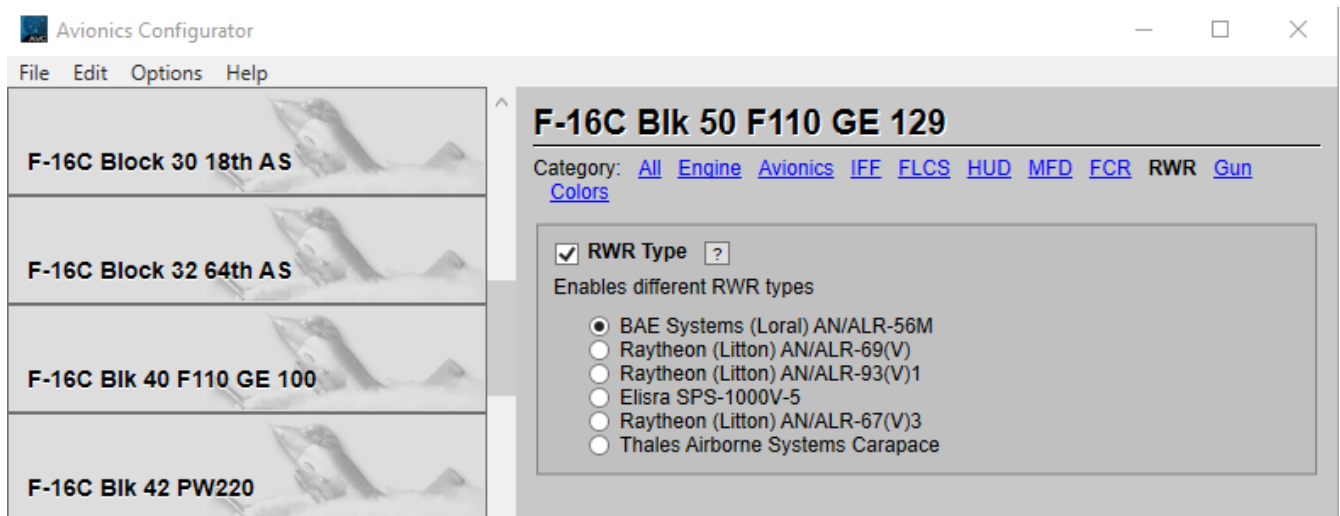 Avionics Configurator
File Edit Options Help
F-16C Block 30 18th AS
F-16C Block 32 64th AS
F-16C Blk 40 F110 GE 100
F-16C Blk 42 PW220
F-16C Blk 50 F110 GE 129
Category: All Engine Avionics IFF FLCS HUD MFD FCR RWR Gun
Colors
RWR Type ?
Enables different RWR types
BAE Systems (Loral) AN/ALR-56M
Raytheon (Litton) AN/ALR-69(V)
Raytheon (Litton) AN/ALR-93(V)1
Elisra SPS-1000V-5
Raytheon (Litton) AN/ALR-67(V)3
Thales Airborne Systems Carapace